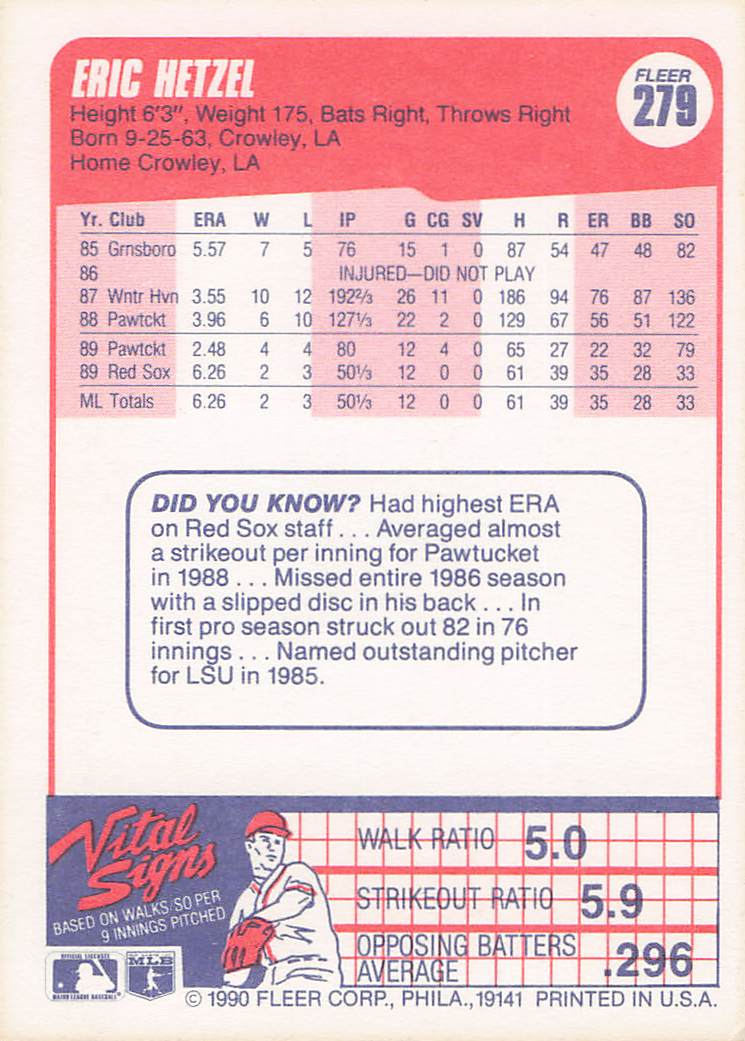 ERIC HETZEL
FLEER
279
Height 6'3", Weight 175, Bats Right, Throws Right
Born 9-25-63, Crowley, LA
Home Crowley, LA
Yr. Club ERA W L IP G CG SV H R ER BB SO
85 Grnsboro 5.57 7 5 76 15 1 0 87 54 47 48 82
86 INJURED—DID NOT PLAY
87 Wntr Hvn 3.55 10 12 192⅔ 26 11 0 186 94 76 87 136
88 Pawtckt 3.96 6 10 127⅓ 22 2 0 129 67 56 51 122
89 Pawtckt 2.48 4 4 80 12 4 0 65 27 22 32 79
89 Red Sox 6.26 2 3 50⅓ 12 0 0 61 39 35 28 33
ML Totals 6.26 2 3 50⅓ 12 0 0 61 39 35 28 33
DID YOU KNOW? Had highest ERA
on Red Sox staff . . . Averaged almost
a strikeout per inning for Pawtucket
in 1988 . . . Missed entire 1986 season
with a slipped disc in his back . . . In
first pro season struck out 82 in 76
innings . . . Named outstanding pitcher
for LSU in 1985.
Vital
Signs
BASED ON WALKS/SO PER
9 INNINGS PITCHED
WALK RATIO 5.0
STRIKEOUT RATIO 5.9
OPPOSING BATTERS
AVERAGE .296
OFFICIAL LICENSEE
MAJOR LEAGUE BASEBALL
MLB
© 1990 FLEER CORP., PHILA., 19141 PRINTED IN U.S.A.